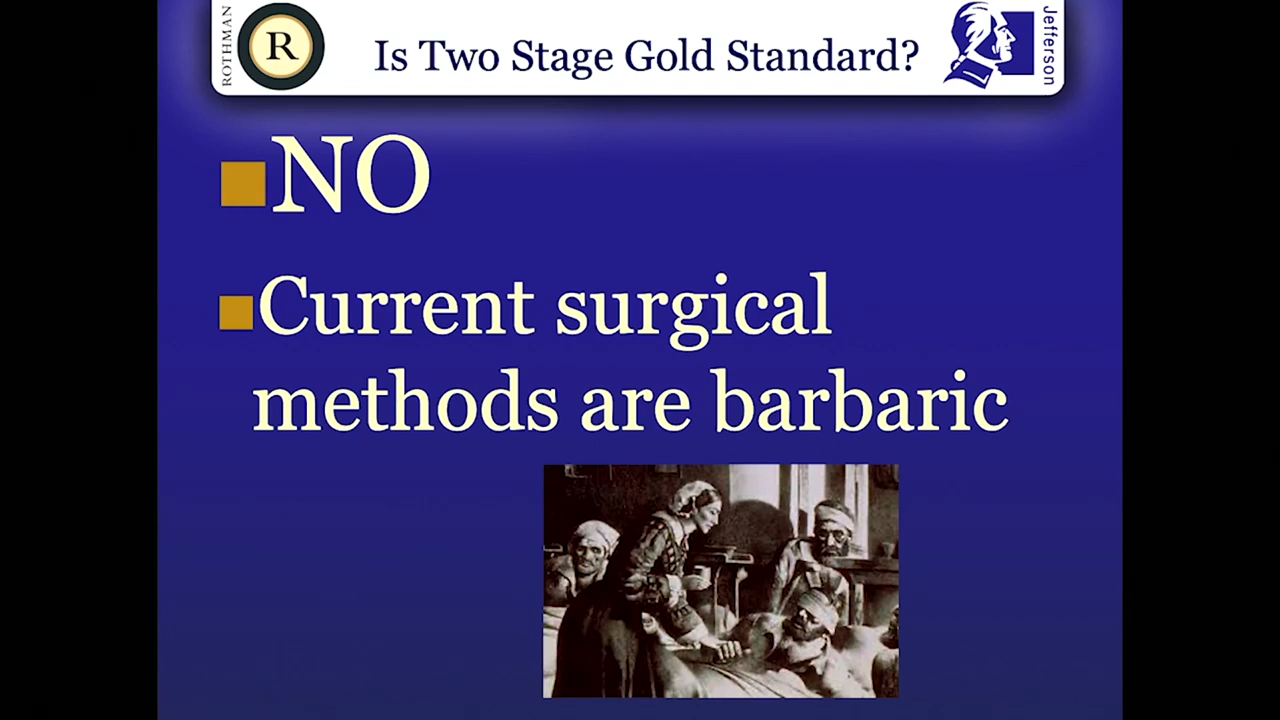 ROTHMAN
R
Is Two Stage Gold Standard?
Jefferson
NO
Current surgical
methods are barbaric